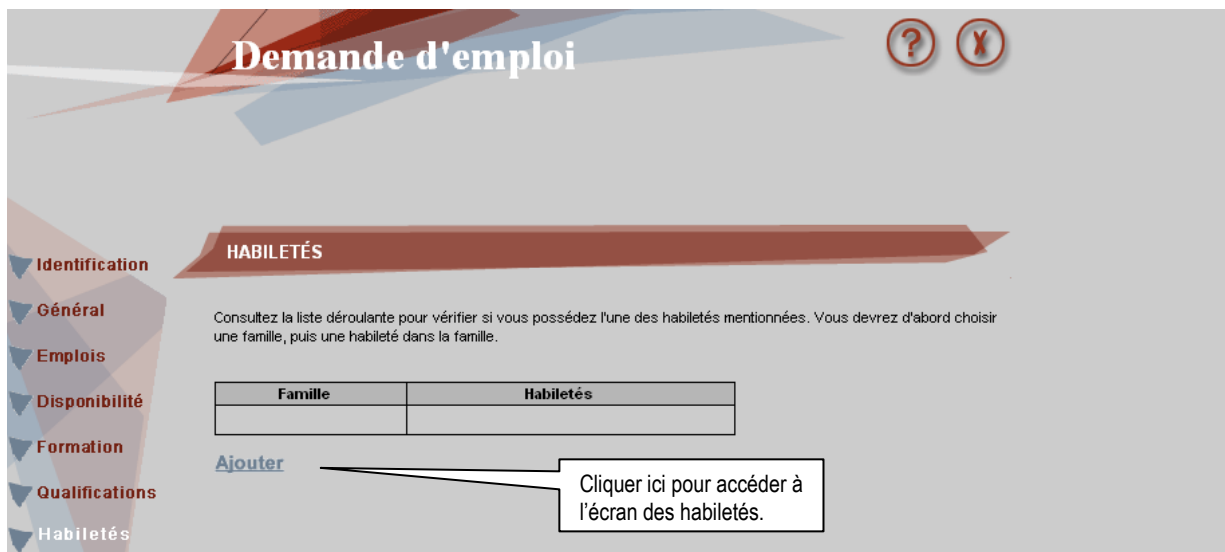 Demande d'emploi
? X
HABILETÉS
Identification
Général
Emplois
Disponibilité
Formation
Qualifications
Habiletés
Consultez la liste déroulante pour vérifier si vous possédez l'une des habiletés mentionnées. Vous devrez d'abord choisir
une famille, puis une habileté dans la famille.
Famille Habiletés
Ajouter
Cliquer ici pour accéder à
l'écran des habiletés.